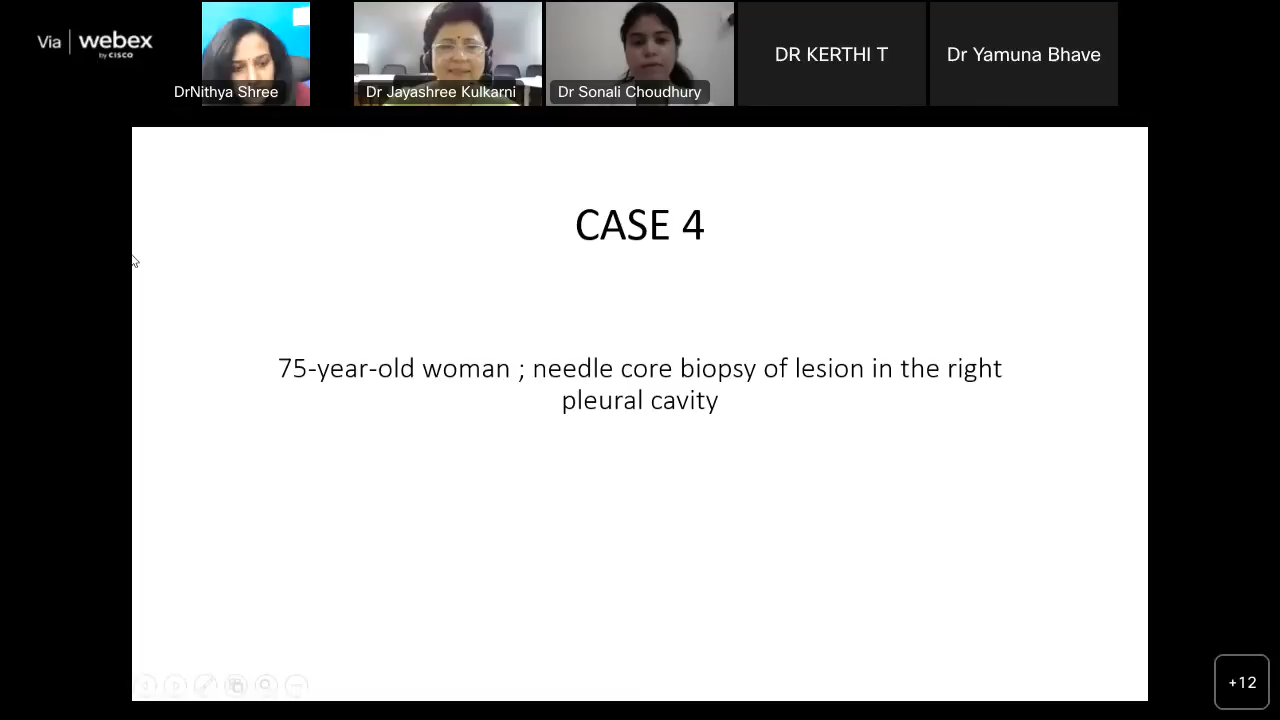 Via | webex
by CISCO
DrNithya Shree
Dr Jayashree Kulkarni
Dr Sonali Choudhury
DR KERTHI T
Dr Yamuna Bhave
CASE 4
75-year-old woman ; needle core biopsy of lesion in the right
pleural cavity
+12